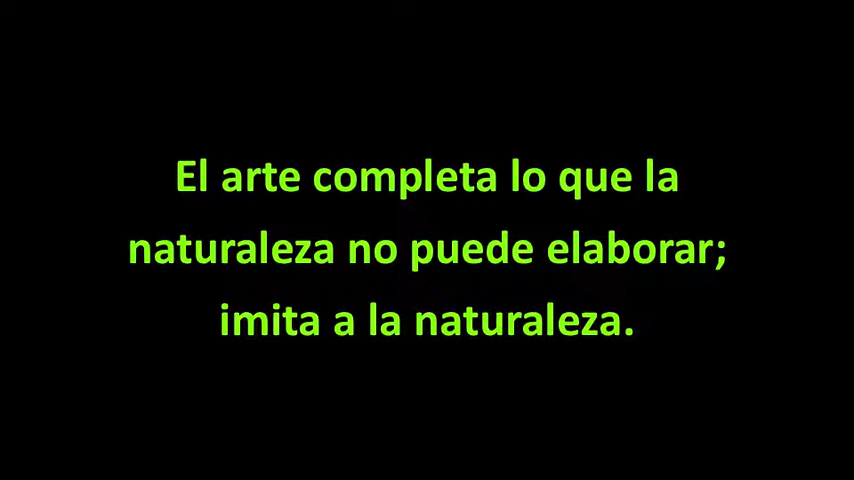 El arte completa lo que la
naturaleza no puede elaborar;
imita a la naturaleza.